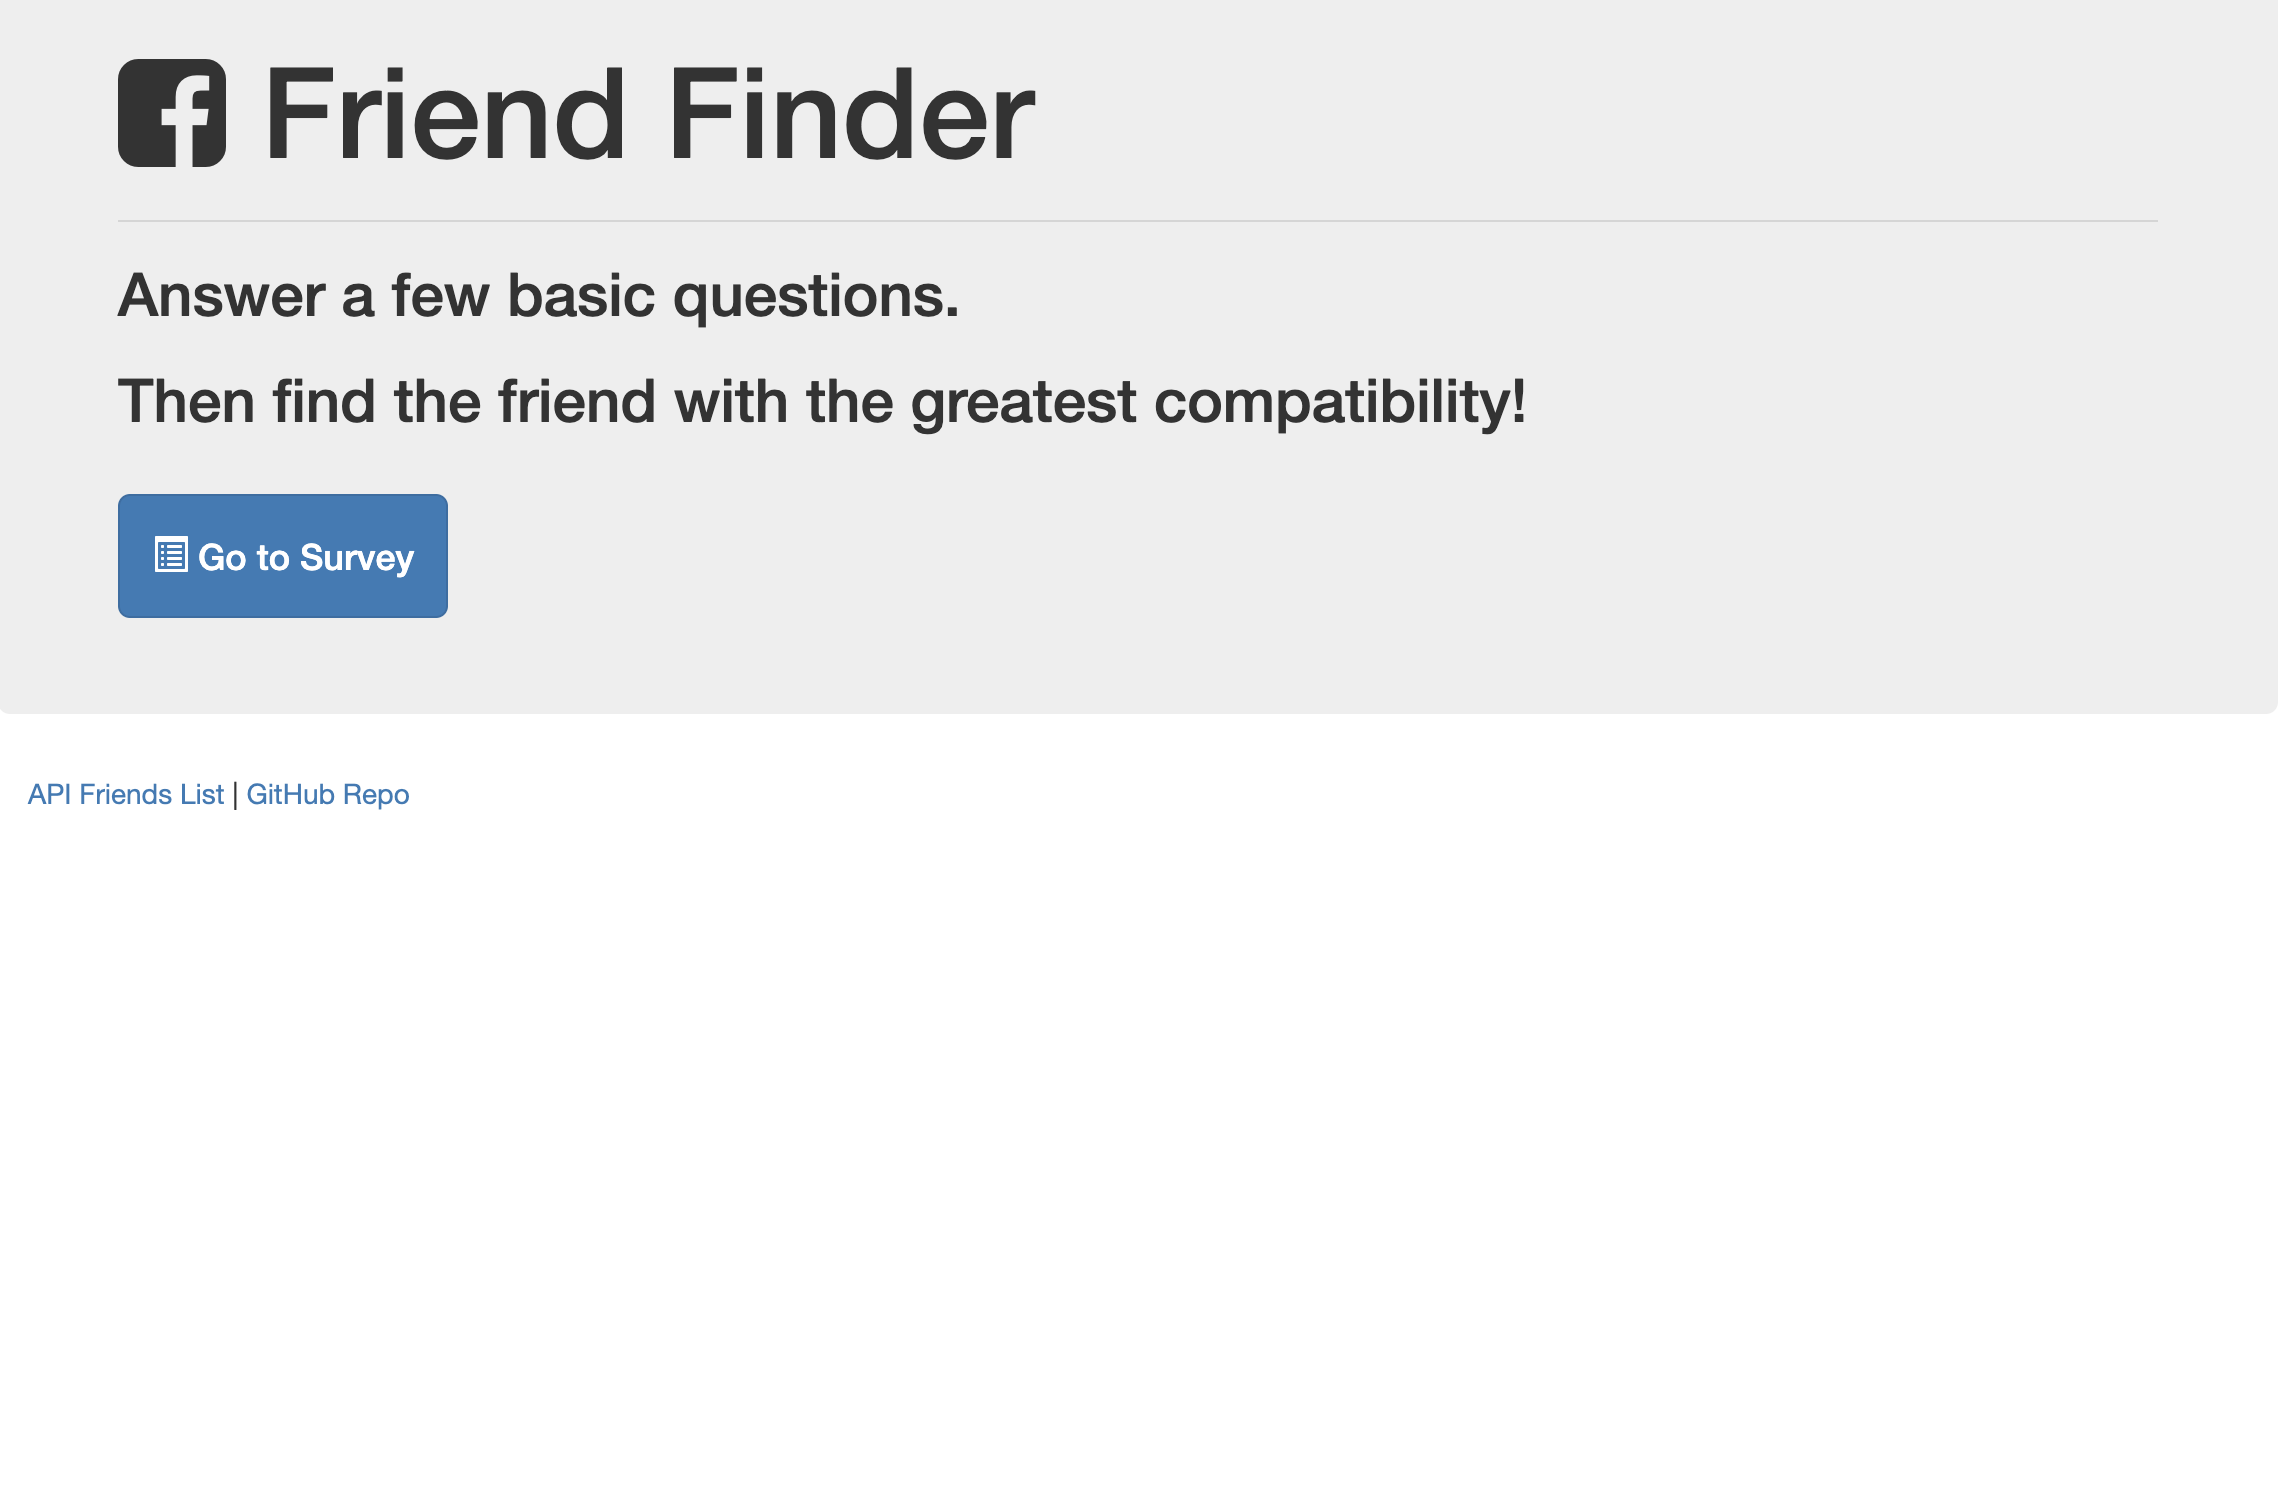 Friend Finder
Answer a few basic questions.
Then find the friend with the greatest compatibility!
Go to Survey
API Friends List | GitHub Repo